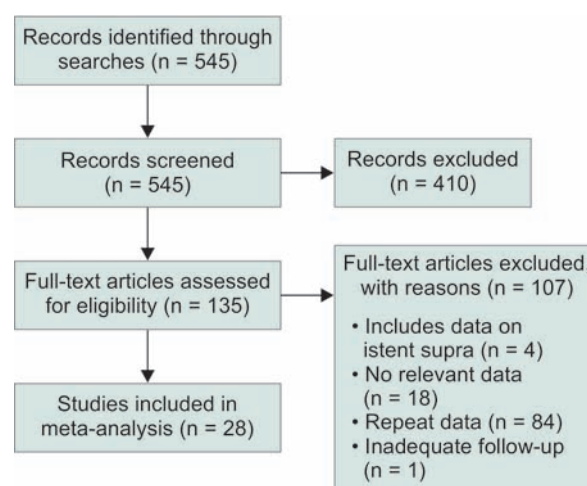 Records identified through
searches (n = 545)
Records screened
(n = 545)
Records excluded
(n = 410)
Full-text articles assessed
for eligibility (n = 135)
Full-text articles excluded
with reasons (n = 107)
• Includes data on
istent supra (n = 4)
• No relevant data
(n = 18)
• Repeat data (n = 84)
• Inadequate follow-up
(n = 1)
Studies included in
meta-analysis (n = 28)